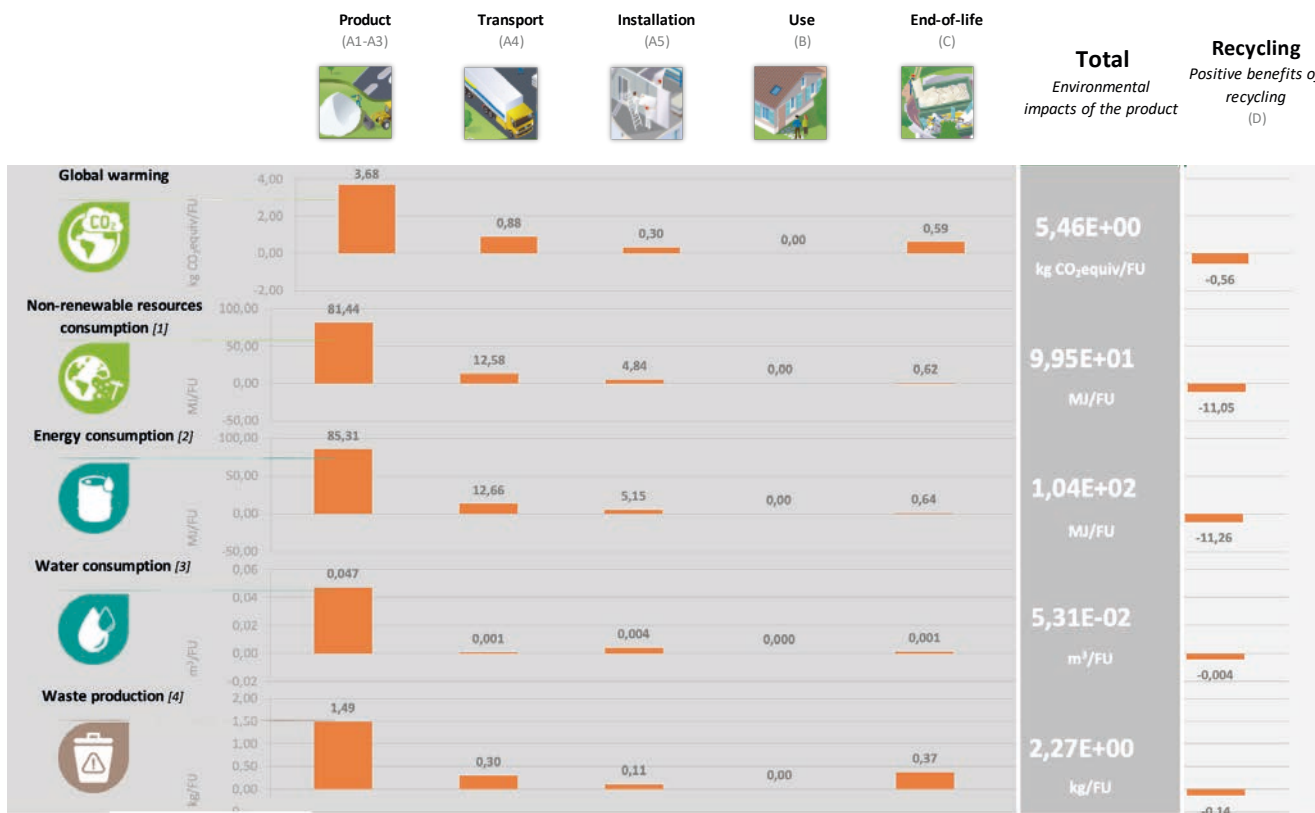 Product
(A1-A3)
Transport
(A4)
Installation
(A5)
Use
(B)
End-of-life
(C)
Total
Environmental
impacts of the product
Recycling
Positive benefits of
recycling
(D)
Global warming
CO₂
kg CO₂equiv/FU
4,00
2,00
0,00
-2,00
3,68
0,88
0,30
0,00
0,59
5,46E+00
kg CO₂equiv/FU
-0,56
Non-renewable resources
consumption [1]
MJ/FU
100,00
50,00
0,00
-50,00
81,44
12,58
4,84
0,00
0,62
9,95E+01
MJ/FU
-11,05
Energy consumption [2]
MJ/FU
100,00
50,00
0,00
-50,00
85,31
12,66
5,15
0,00
0,64
1,04E+02
MJ/FU
-11,26
Water consumption [3]
m³/FU
0,06
0,04
0,02
0,00
-0,02
0,047
0,001
0,004
0,000
0,001
5,31E-02
m³/FU
-0,004
Waste production [4]
kg/FU
2,00
1,50
1,00
0,50
0,00
1,49
0,30
0,11
0,00
0,37
2,27E+00
kg/FU
-0,14